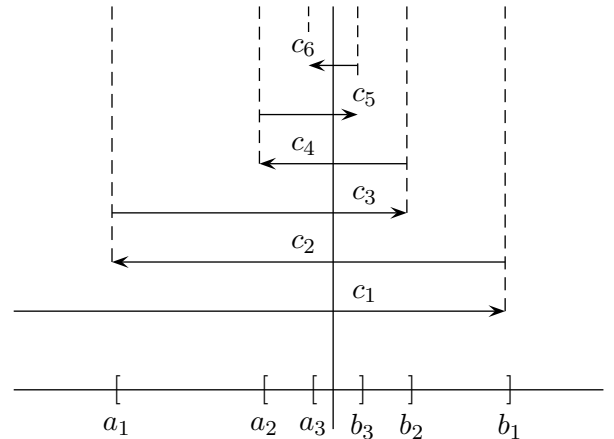 c₆
c₅
c₄
c₃
c₂
c₁
[ [ [ ] ] ]
a₁ a₂ a₃ b₃ b₂ b₁